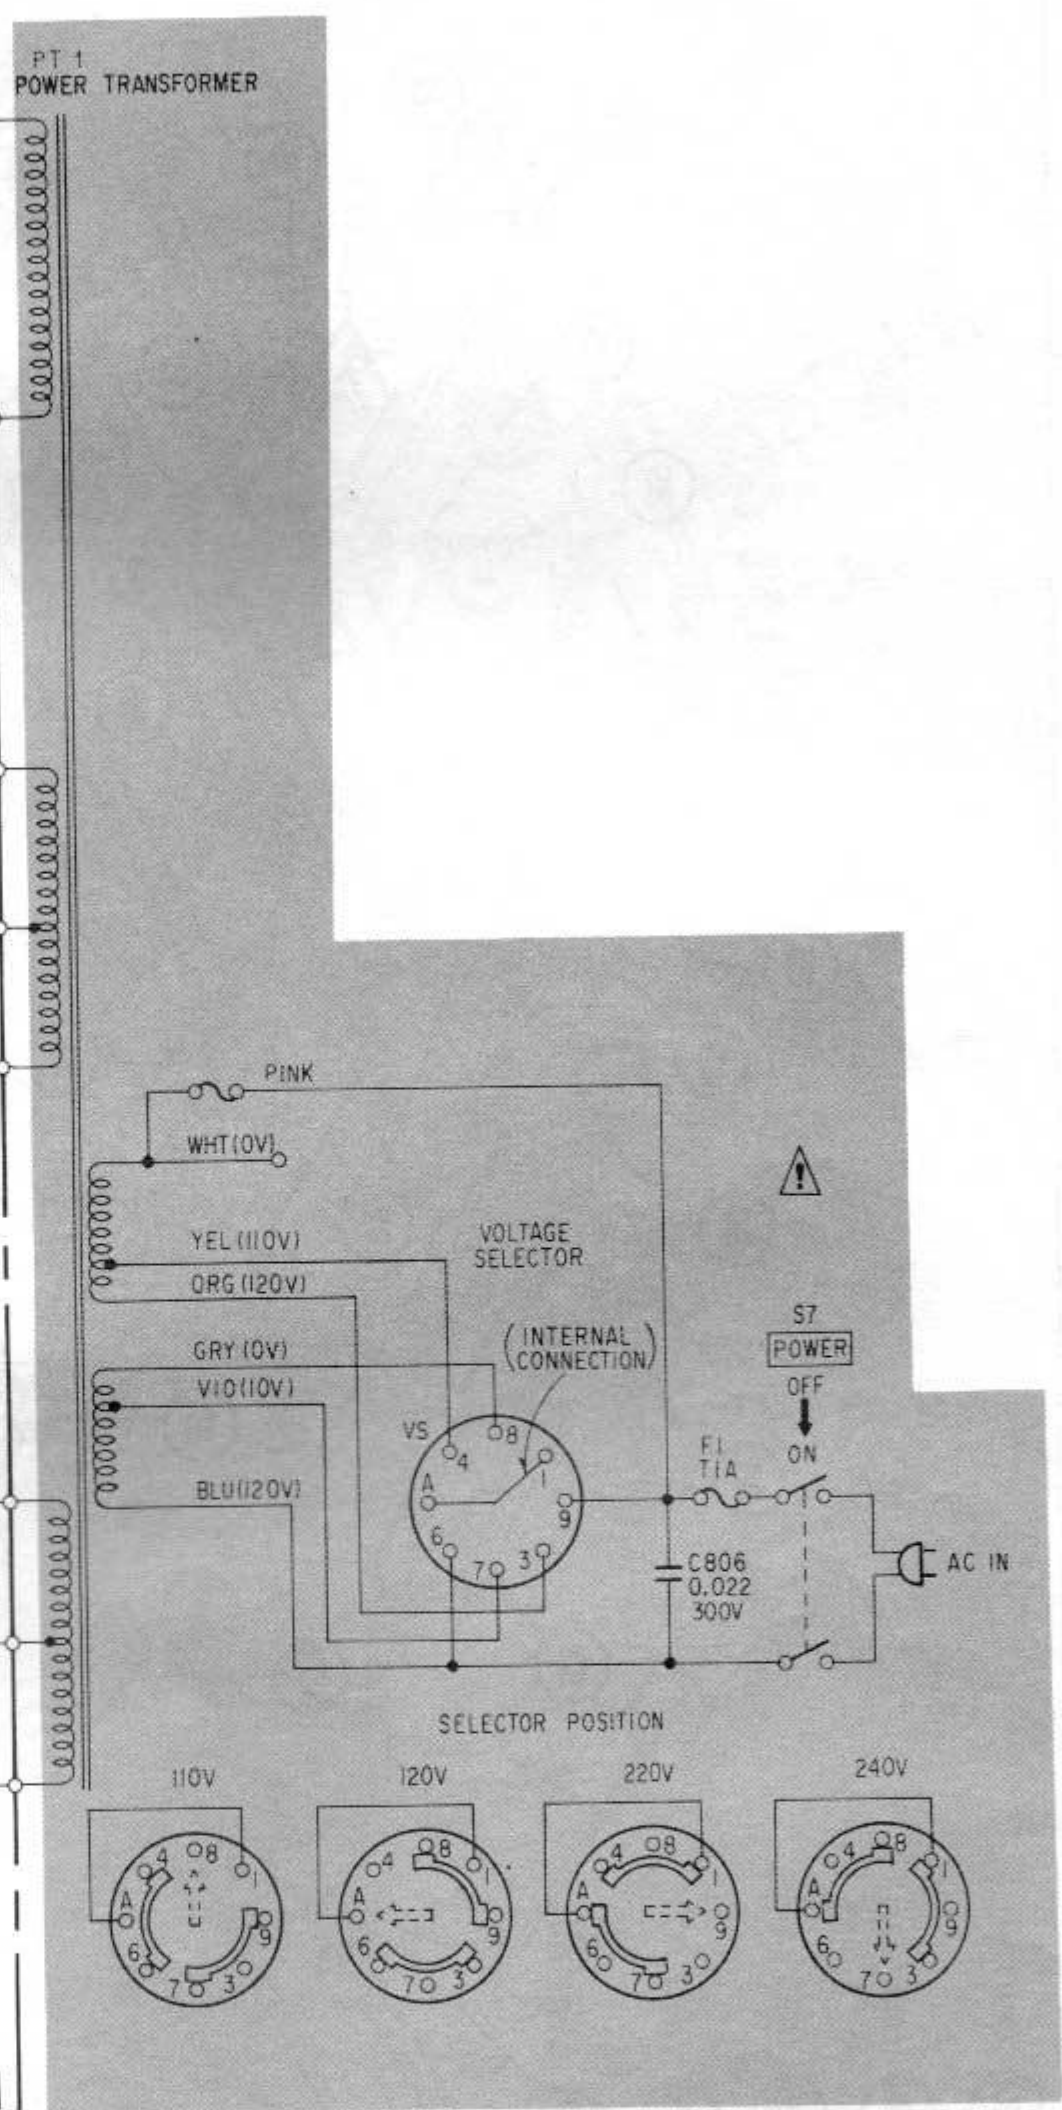 PT 1
POWER TRANSFORMER
PINK
WHT(0V)
YEL(110V)
ORG(120V)
GRY(0V)
VIO(10V)
BLU(120V)
VOLTAGE
SELECTOR
(INTERNAL
CONNECTION)
VS
4
8
1
A
9
6
7
3
S7
POWER
OFF
ON
F1
T1A
C806
0.022
300V
AC IN
!
SELECTOR POSITION
110V
120V
220V
240V
4
8
1
A
9
6
7
3
4
8
1
A
9
6
7
3
4
8
1
A
9
6
7
3
4
8
1
A
9
6
7
3